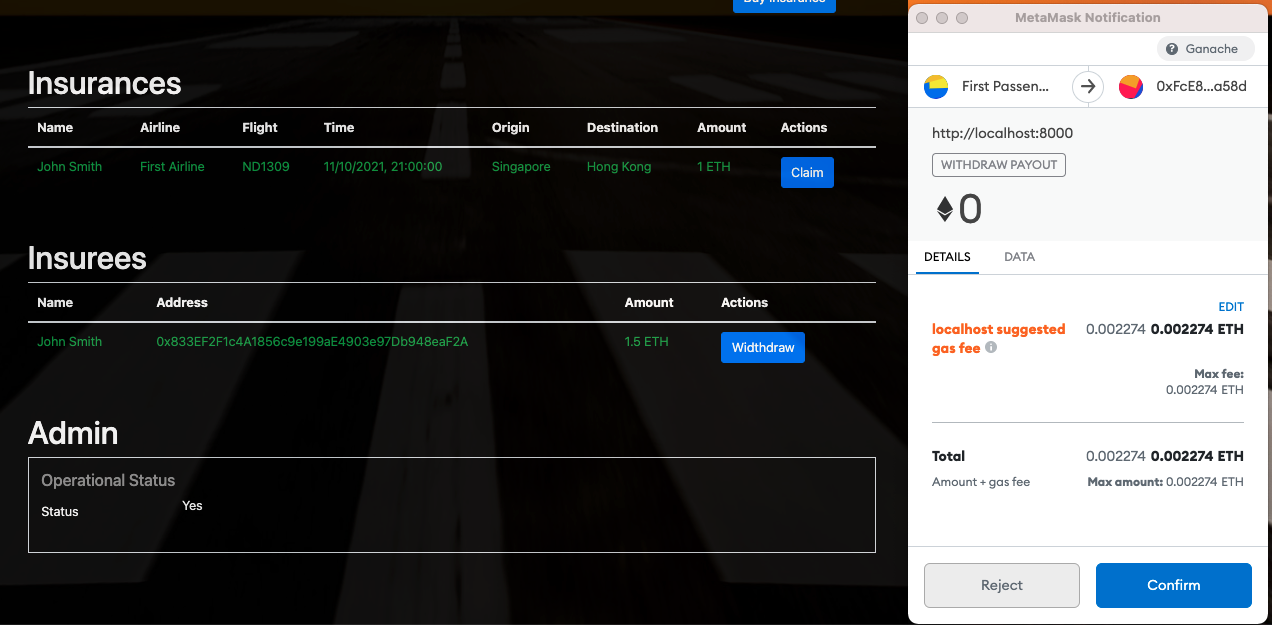 Buy Insurance
Insurances
Name Airline Flight Time Origin Destination Amount Actions
John Smith First Airline ND1309 11/10/2021, 21:00:00 Singapore Hong Kong 1 ETH Claim
Insurees
Name Address Amount Actions
John Smith 0x833EF2F1c4A1856c9e199aE4903e97Db948eaF2A 1.5 ETH Widthdraw
Admin
Operational Status
Status Yes
MetaMask Notification
Ganache
First Passen... 0xFcE8...a58d
http://localhost:8000
WITHDRAW PAYOUT
0
DETAILS DATA
EDIT
localhost suggested 0.002274 0.002274 ETH
gas fee
Max fee:
0.002274 ETH
Total 0.002274 0.002274 ETH
Amount + gas fee Max amount: 0.002274 ETH
Reject Confirm